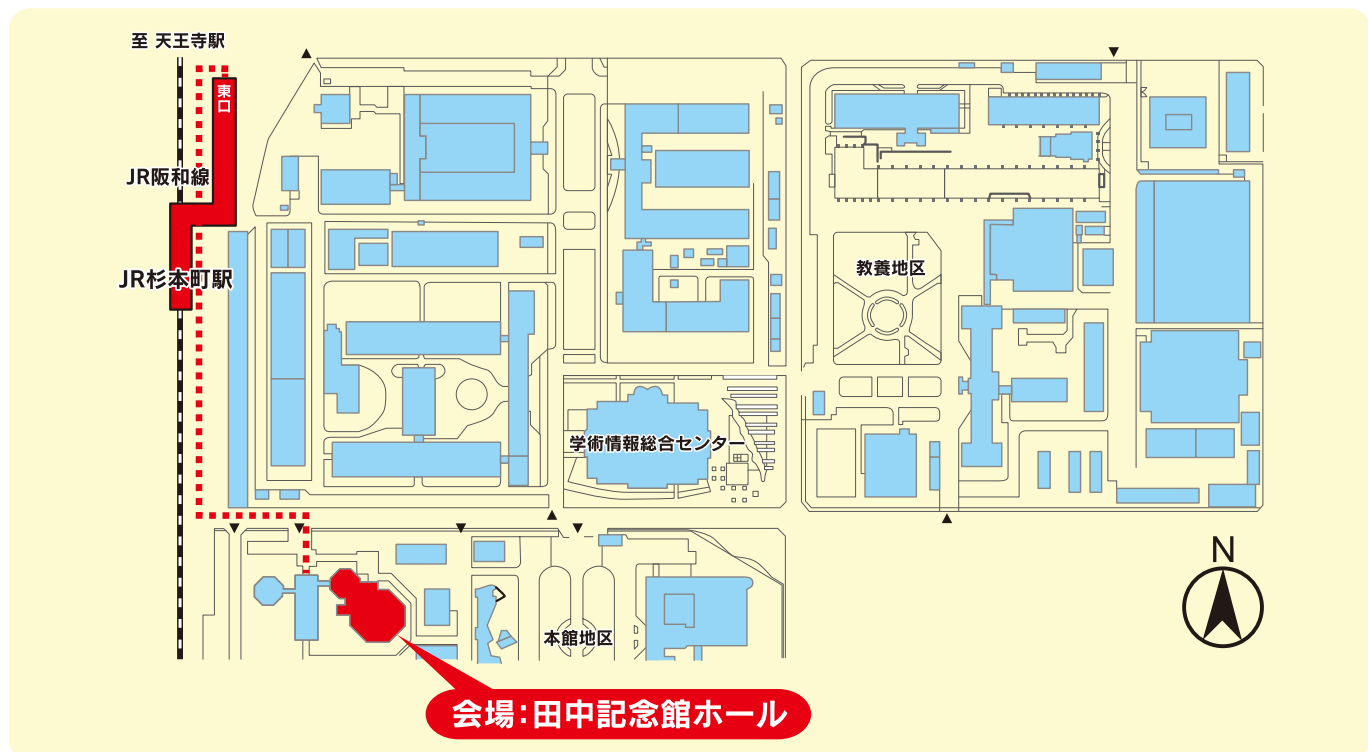 至 天王寺駅
東口
JR阪和線
JR杉本町駅
教養地区
学術情報総合センター
N
本館地区
会場：田中記念館ホール